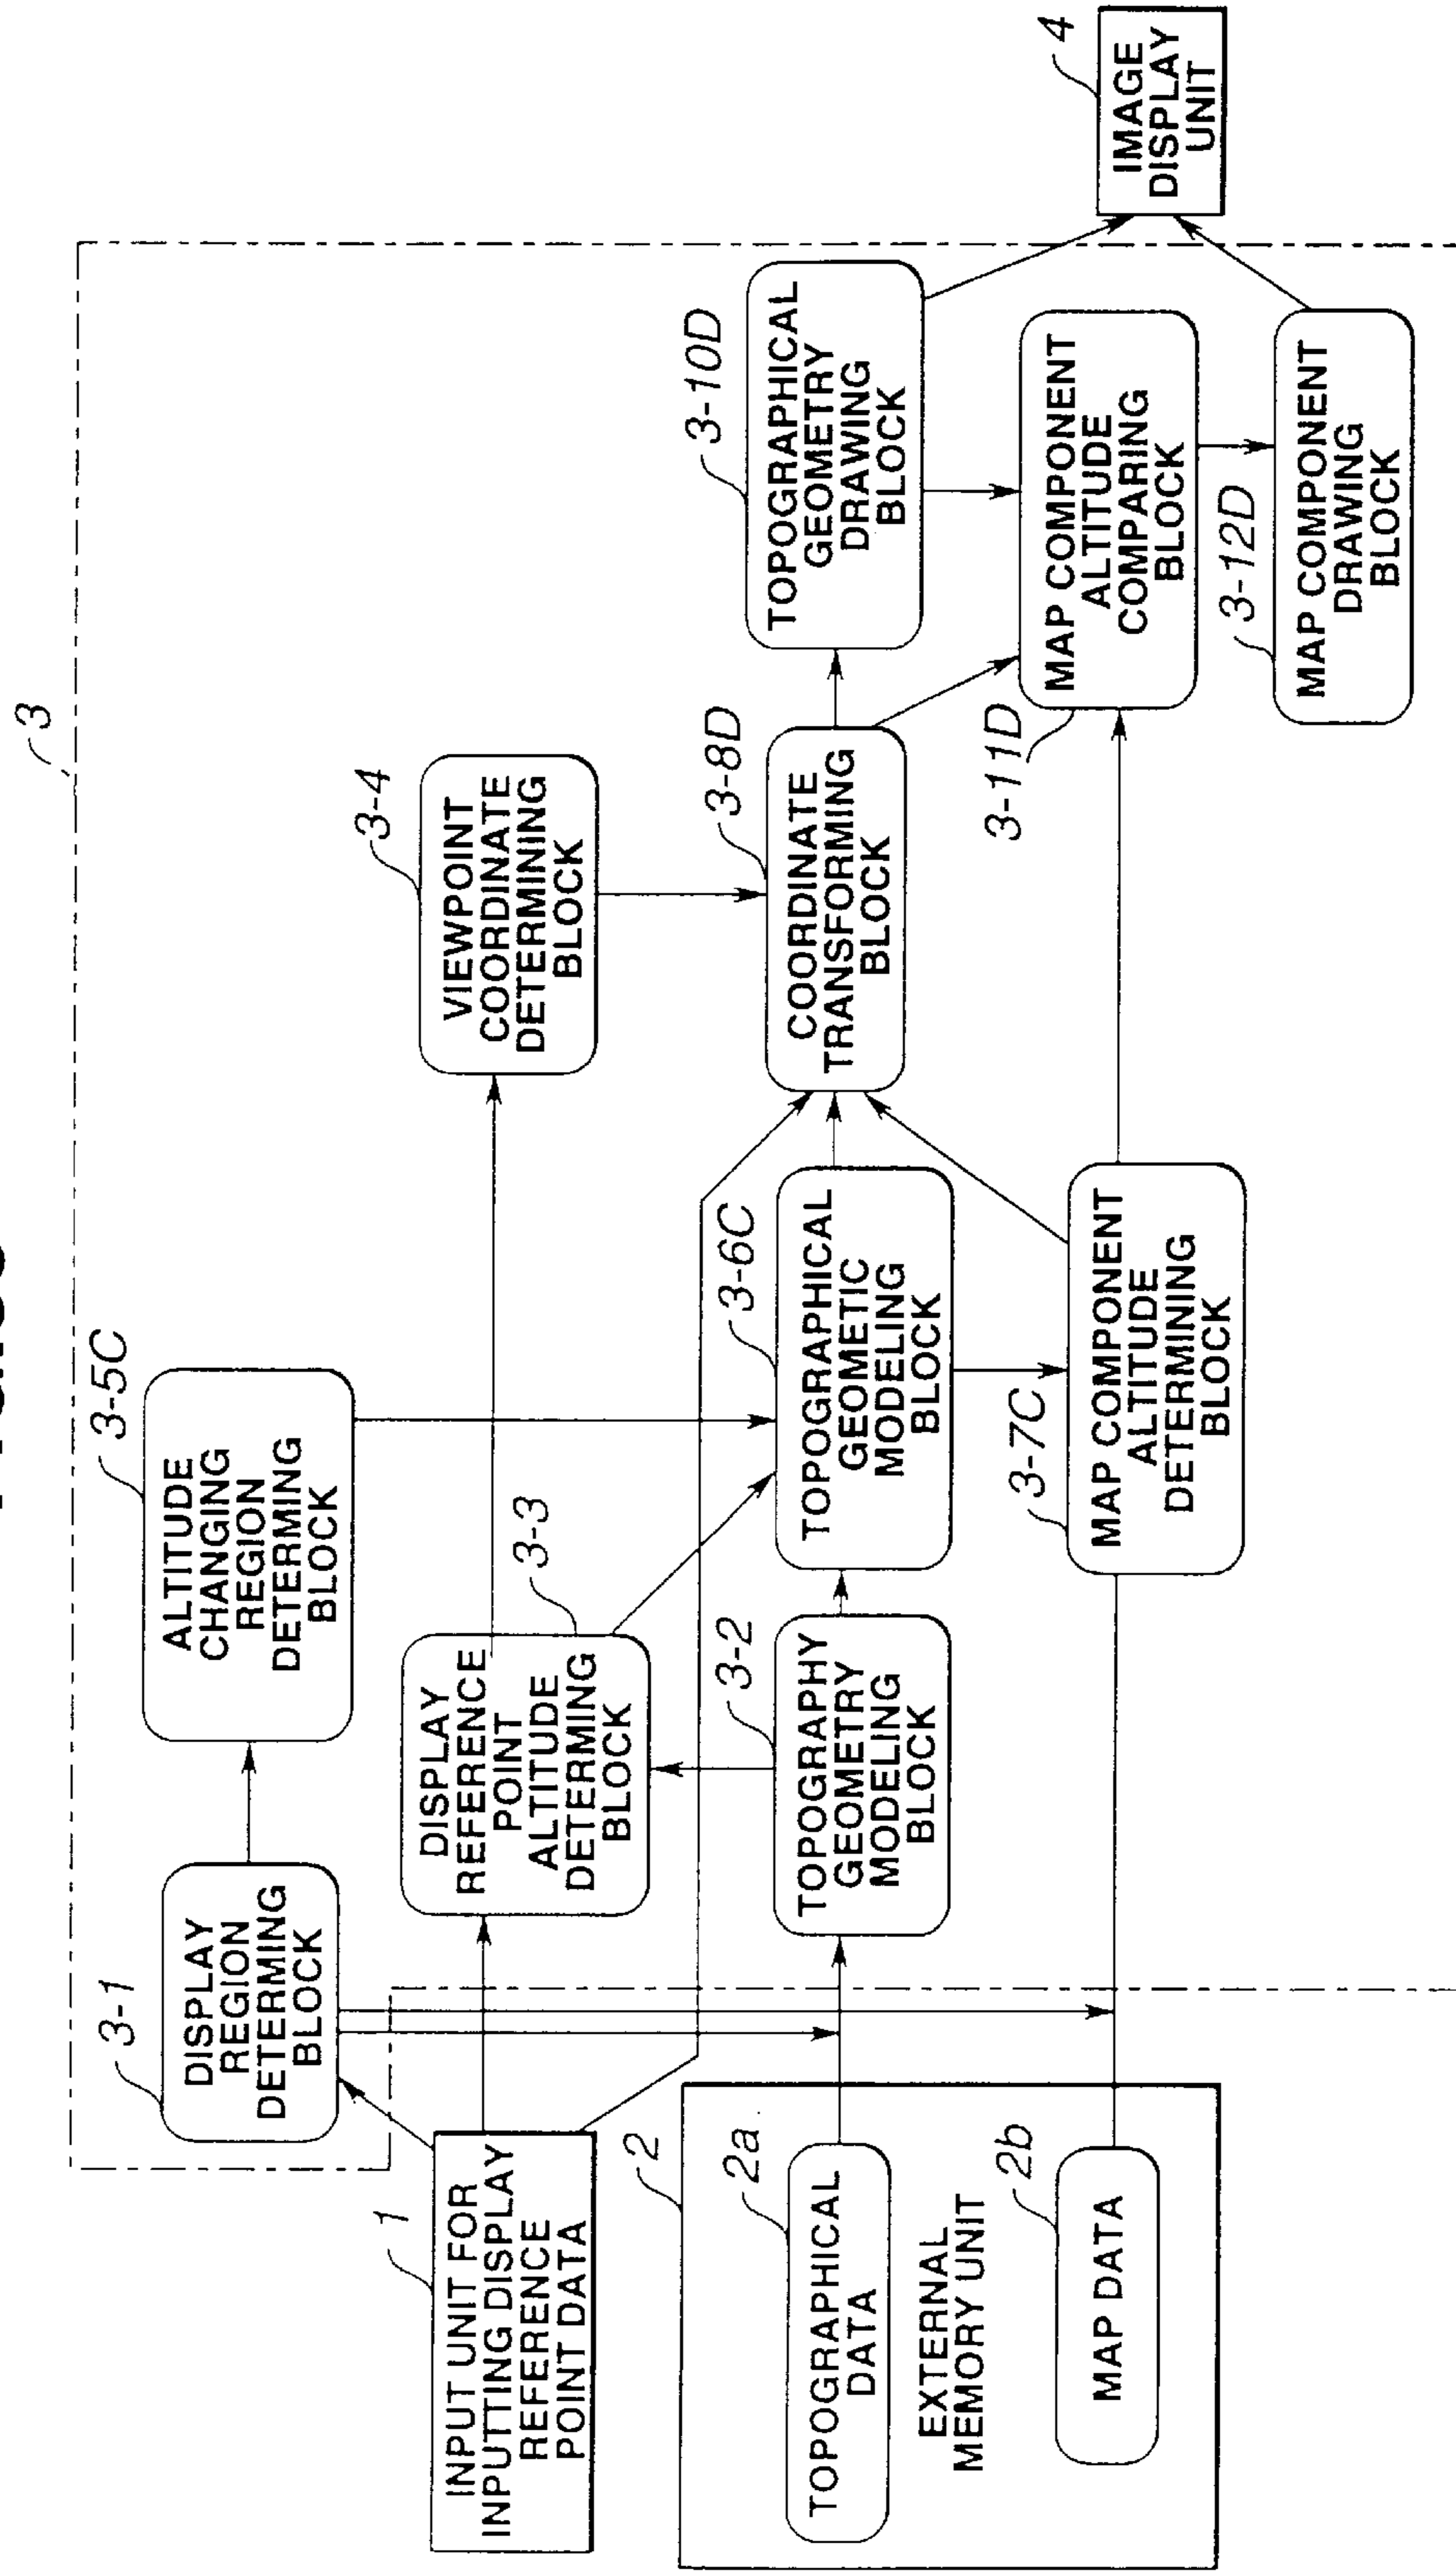 3
3-1
DISPLAY
REGION
DETERMING
BLOCK
3-5C
ALTITUDE
CHANGING
REGION
DETERMING
BLOCK
1
INPUT UNIT FOR
INPUTTING DISPLAY
REFERENCE
POINT DATA
DISPLAY
REFERENCE
POINT
ALTITUDE
DETERMING
BLOCK
3-3
3-4
VIEWPOINT
COORDINATE
DETERMINING
BLOCK
2
2a
TOPOGRAPHICAL
DATA
EXTERNAL
MEMORY UNIT
2b
MAP DATA
3-2
TOPOGRAPHY
GEOMETRY
MODELING
BLOCK
3-6C
TOPOGRAPHICAL
GEOMETIC
MODELING
BLOCK
3-7C
MAP COMPONENT
ALTITUDE
DETERMINING
BLOCK
3-8D
COORDINATE
TRANSFORMING
BLOCK
3-10D
TOPOGRAPHICAL
GEOMETRY
DRAWING
BLOCK
3-11D
MAP COMPONENT
ALTITUDE
COMPARING
BLOCK
3-12D
MAP COMPONENT
DRAWING
BLOCK
4
IMAGE
DISPLAY
UNIT